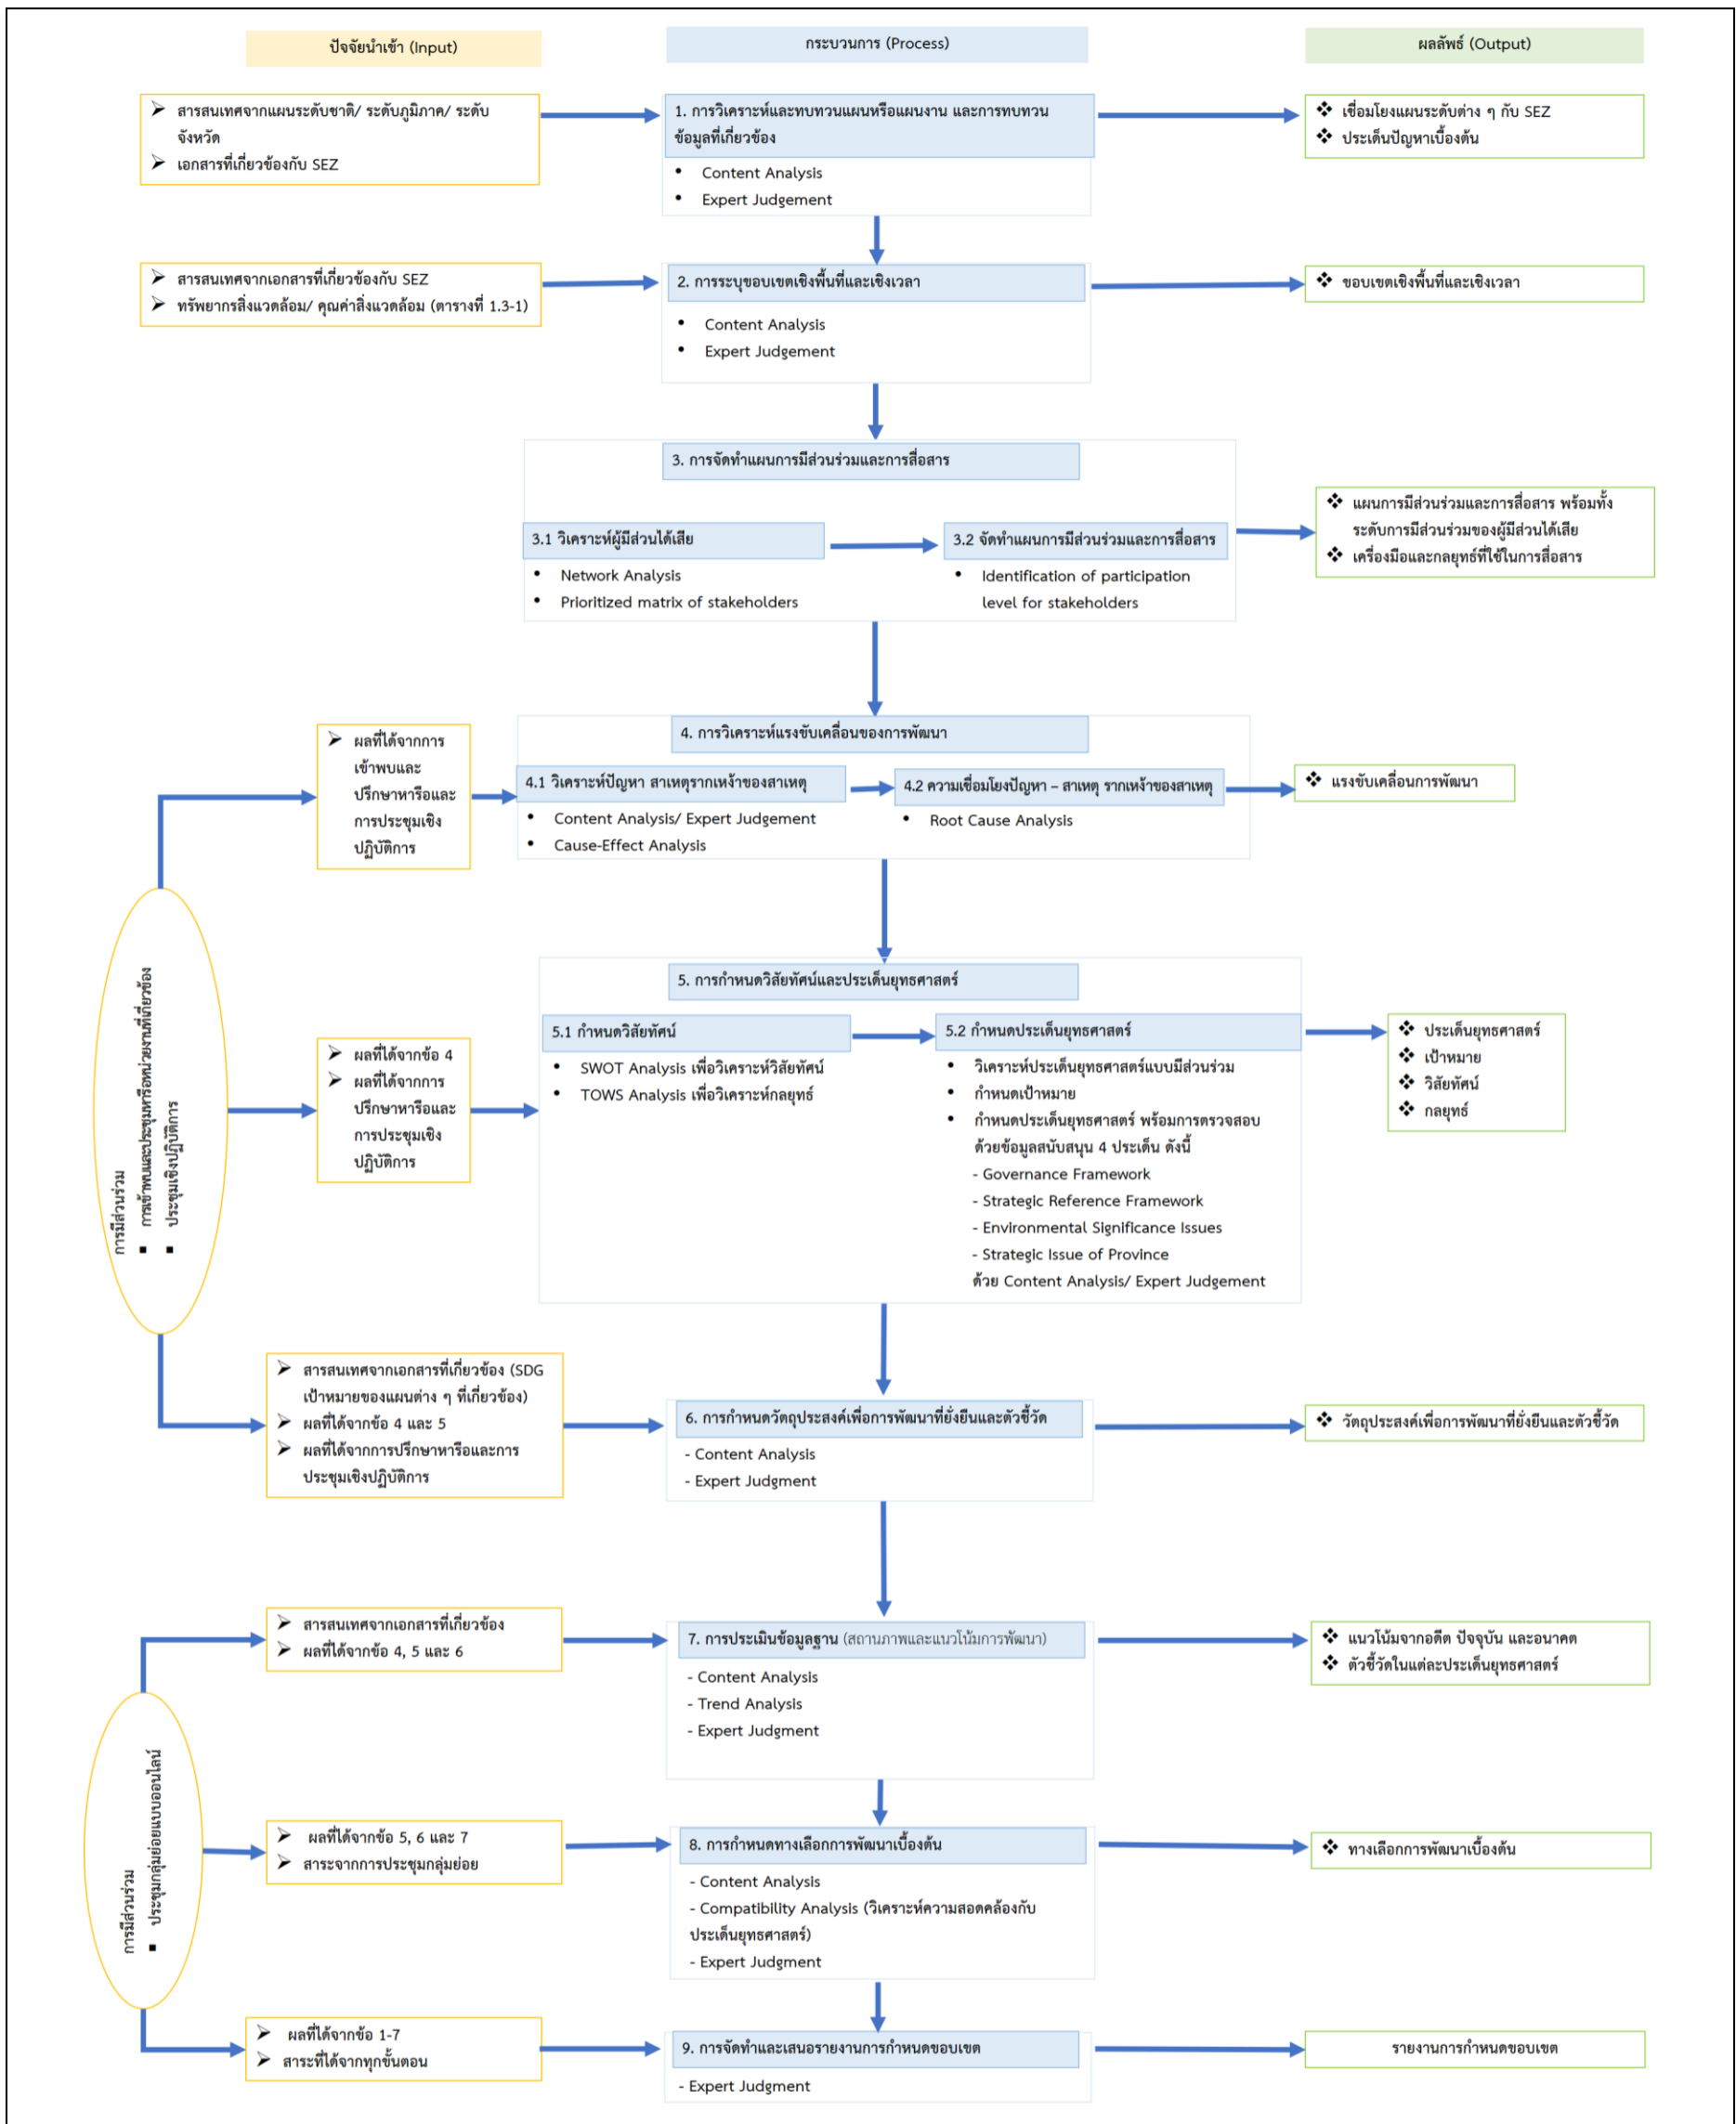 ปัจจัยนำเข้า (Input)
กระบวนการ (Process)
ผลลัพธ์ (Output)
➢ สารสนเทศจากแผนระดับชาติ/ ระดับภูมิภาค/ ระดับ
จังหวัด
➢ เอกสารที่เกี่ยวข้องกับ SEZ
1. การวิเคราะห์และทบทวนแผนหรือแผนงาน และการทบทวน
ข้อมูลที่เกี่ยวข้อง
• Content Analysis
• Expert Judgement
❖ เชื่อมโยงแผนระดับต่าง ๆ กับ SEZ
❖ ประเด็นปัญหาเบื้องต้น
➢ สารสนเทศจากเอกสารที่เกี่ยวข้องกับ SEZ
➢ ทรัพยากรสิ่งแวดล้อม/ คุณค่าสิ่งแวดล้อม (ตารางที่ 1.3-1)
2. การระบุขอบเขตเชิงพื้นที่และเชิงเวลา
• Content Analysis
• Expert Judgement
❖ ขอบเขตเชิงพื้นที่และเชิงเวลา
3. การจัดทำแผนการมีส่วนร่วมและการสื่อสาร
3.1 วิเคราะห์ผู้มีส่วนได้เสีย
• Network Analysis
• Prioritized matrix of stakeholders
3.2 จัดทำแผนการมีส่วนร่วมและการสื่อสาร
• Identification of participation
level for stakeholders
❖ แผนการมีส่วนร่วมและการสื่อสาร พร้อมทั้ง
ระดับการมีส่วนร่วมของผู้มีส่วนได้เสีย
❖ เครื่องมือและกลยุทธ์ที่ใช้ในการสื่อสาร
การมีส่วนร่วม
▪ การเข้าพบและประชุมหารือหน่วยงานที่เกี่ยวข้อง
▪ ประชุมเชิงปฏิบัติการ
➢ ผลที่ได้จากการ
เข้าพบและ
ปรึกษาหารือและ
การประชุมเชิง
ปฏิบัติการ
4. การวิเคราะห์แรงขับเคลื่อนของการพัฒนา
4.1 วิเคราะห์ปัญหา สาเหตุรากเหง้าของสาเหตุ
• Content Analysis/ Expert Judgement
• Cause-Effect Analysis
4.2 ความเชื่อมโยงปัญหา – สาเหตุ รากเหง้าของสาเหตุ
• Root Cause Analysis
❖ แรงขับเคลื่อนการพัฒนา
➢ ผลที่ได้จากข้อ 4
➢ ผลที่ได้จากการ
ปรึกษาหารือและ
การประชุมเชิง
ปฏิบัติการ
5. การกำหนดวิสัยทัศน์และประเด็นยุทธศาสตร์
5.1 กำหนดวิสัยทัศน์
• SWOT Analysis เพื่อวิเคราะห์วิสัยทัศน์
• TOWS Analysis เพื่อวิเคราะห์กลยุทธ์
5.2 กำหนดประเด็นยุทธศาสตร์
• วิเคราะห์ประเด็นยุทธศาสตร์แบบมีส่วนร่วม
• กำหนดเป้าหมาย
• กำหนดประเด็นยุทธศาสตร์ พร้อมการตรวจสอบ
ด้วยข้อมูลสนับสนุน 4 ประเด็น ดังนี้
- Governance Framework
- Strategic Reference Framework
- Environmental Significance Issues
- Strategic Issue of Province
ด้วย Content Analysis/ Expert Judgement
❖ ประเด็นยุทธศาสตร์
❖ เป้าหมาย
❖ วิสัยทัศน์
❖ กลยุทธ์
➢ สารสนเทศจากเอกสารที่เกี่ยวข้อง (SDG
เป้าหมายของแผนต่าง ๆ ที่เกี่ยวข้อง)
➢ ผลที่ได้จากข้อ 4 และ 5
➢ ผลที่ได้จากการปรึกษาหารือและการ
ประชุมเชิงปฏิบัติการ
6. การกำหนดวัตถุประสงค์เพื่อการพัฒนาที่ยั่งยืนและตัวชี้วัด
- Content Analysis
- Expert Judgment
❖ วัตถุประสงค์เพื่อการพัฒนาที่ยั่งยืนและตัวชี้วัด
การมีส่วนร่วม
▪ ประชุมกลุ่มย่อยแบบออนไลน์
➢ สารสนเทศจากเอกสารที่เกี่ยวข้อง
➢ ผลที่ได้จากข้อ 4, 5 และ 6
7. การประเมินข้อมูลฐาน (สถานภาพและแนวโน้มการพัฒนา)
- Content Analysis
- Trend Analysis
- Expert Judgment
❖ แนวโน้มจากอดีต ปัจจุบัน และอนาคต
❖ ตัวชี้วัดในแต่ละประเด็นยุทธศาสตร์
➢ ผลที่ได้จากข้อ 5, 6 และ 7
➢ สาระจากการประชุมกลุ่มย่อย
8. การกำหนดทางเลือกการพัฒนาเบื้องต้น
- Content Analysis
- Compatibility Analysis (วิเคราะห์ความสอดคล้องกับ
ประเด็นยุทธศาสตร์)
- Expert Judgment
❖ ทางเลือกการพัฒนาเบื้องต้น
➢ ผลที่ได้จากข้อ 1-7
➢ สาระที่ได้จากทุกขั้นตอน
9. การจัดทำและเสนอรายงานการกำหนดขอบเขต
- Expert Judgment
รายงานการกำหนดขอบเขต